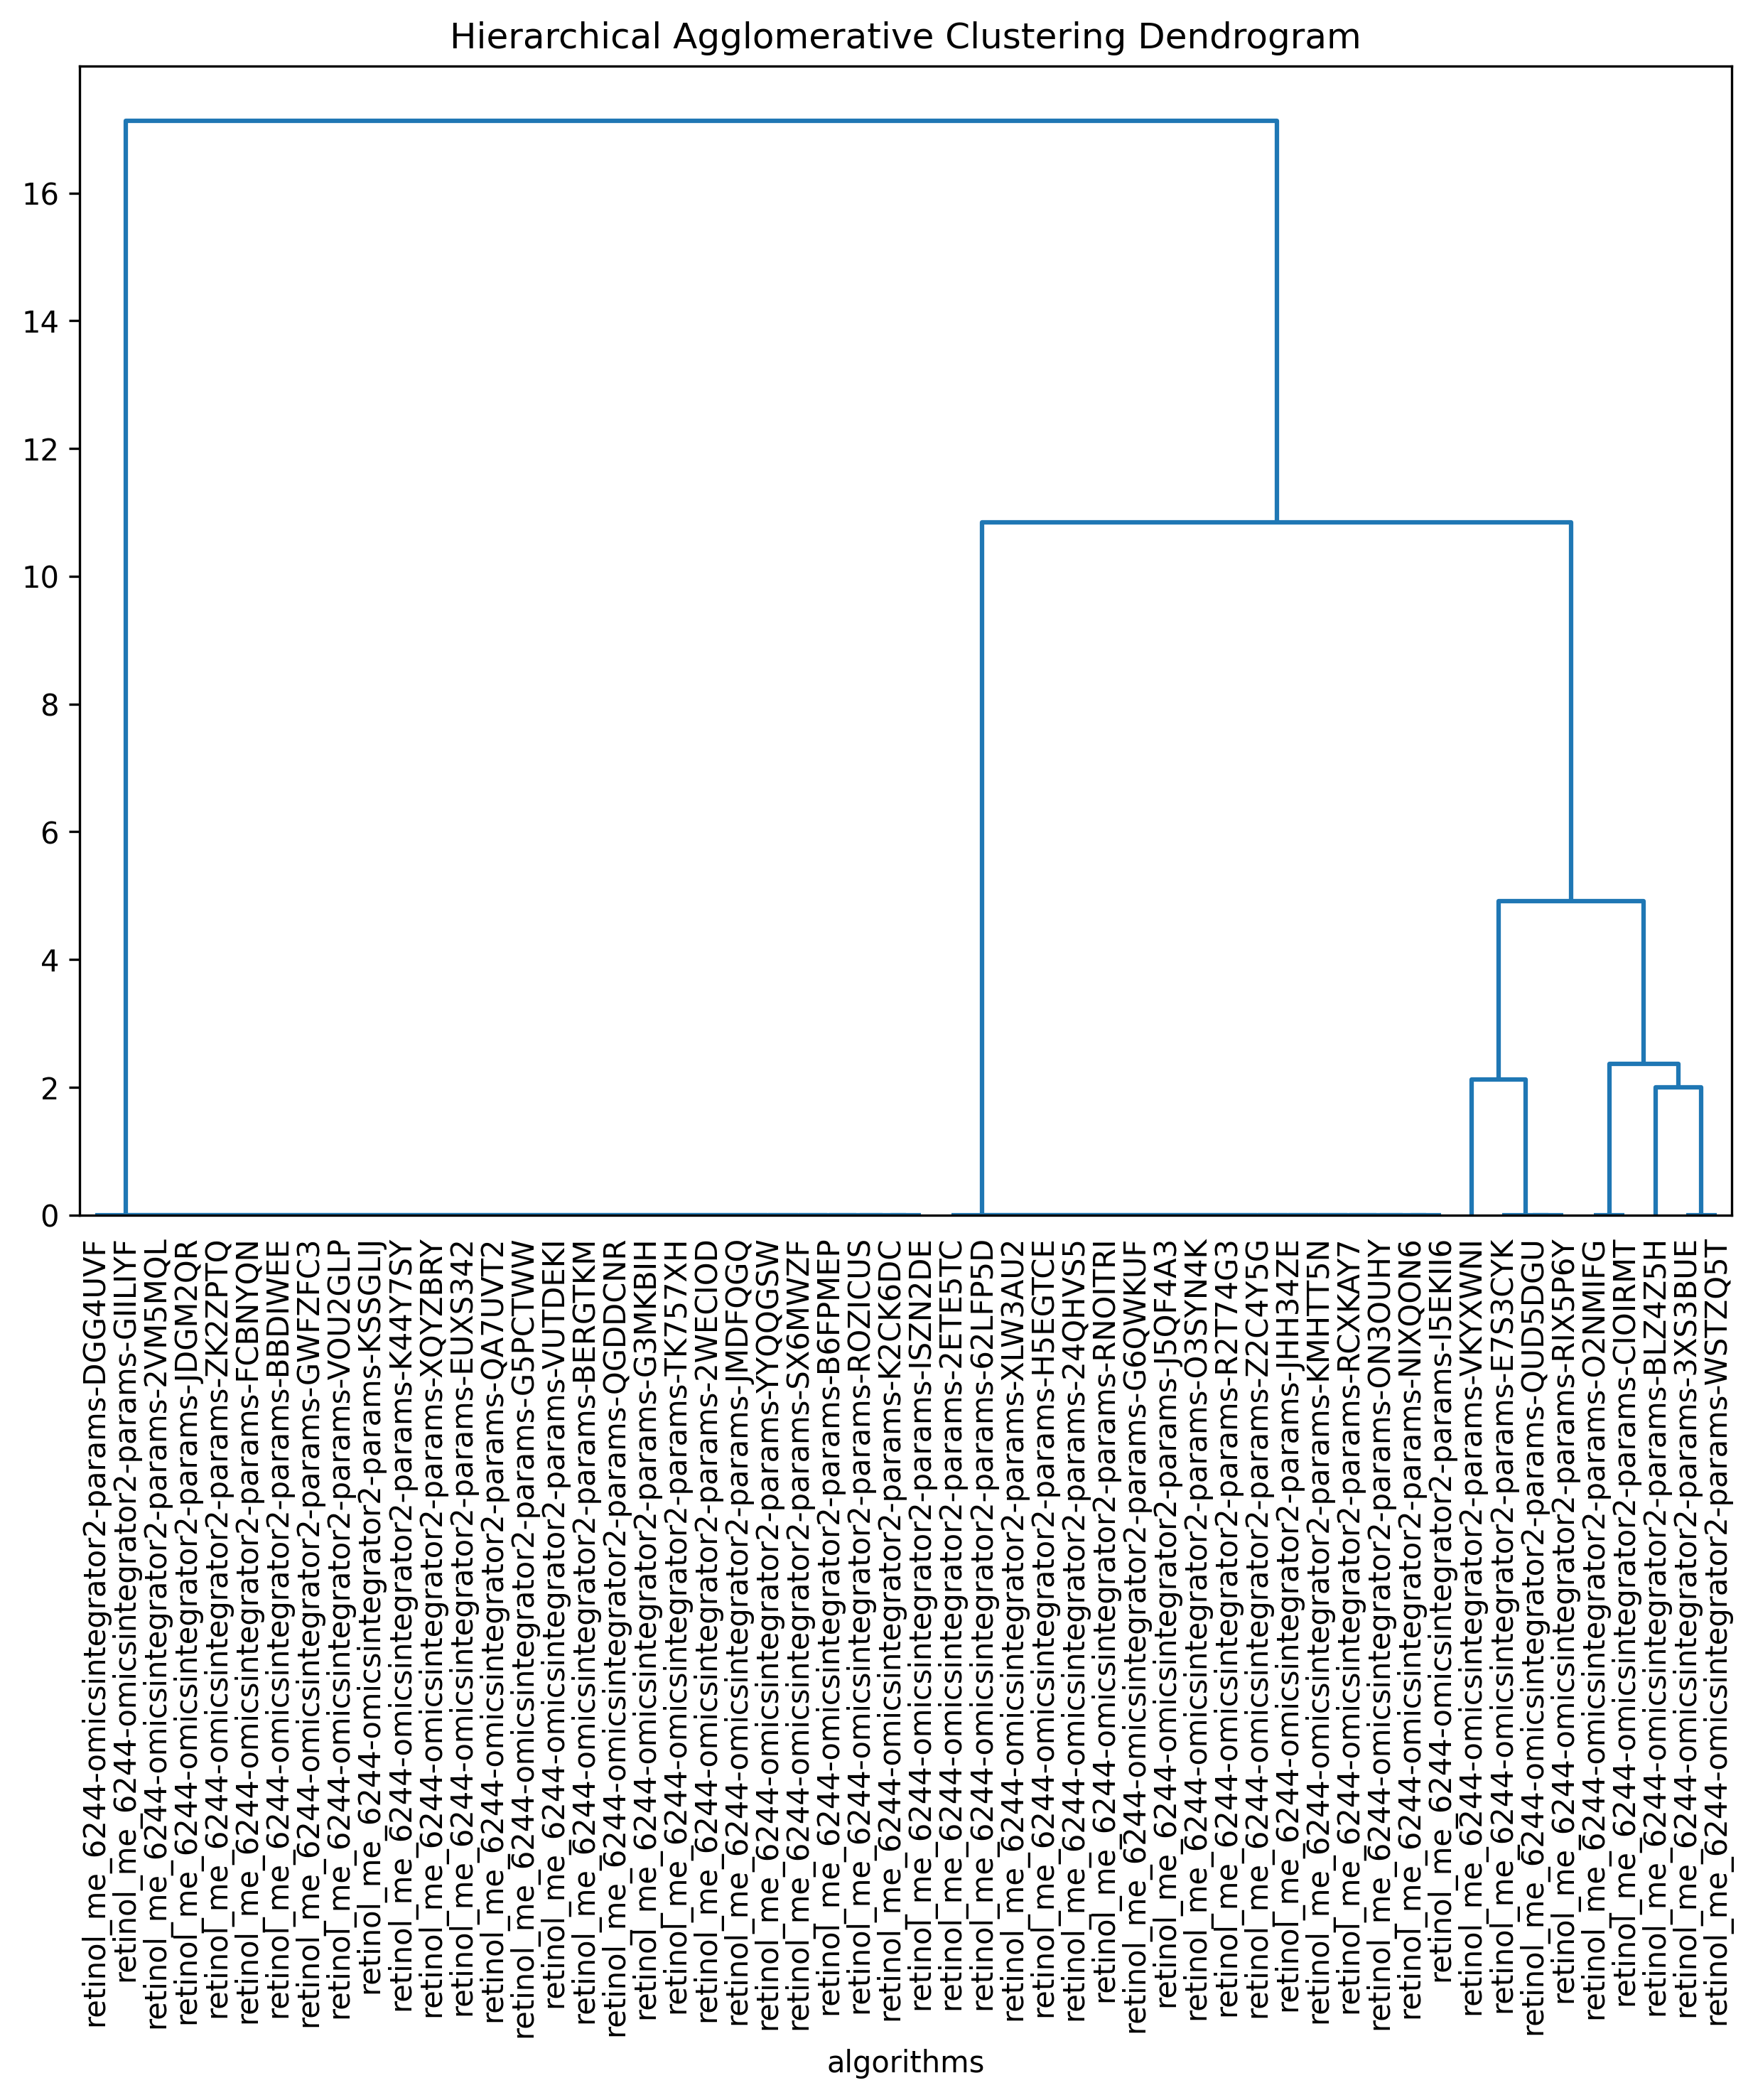 Hierarchical Agglomerative Clustering Dendrogram
16
14
12
10
8
6
4
2
0
retinol_me_6244-omicsintegrator2-params-DGG4UVF
retinol_me_6244-omicsintegrator2-params-GIILIYF
retinol_me_6244-omicsintegrator2-params-2VM5MQL
retinol_me_6244-omicsintegrator2-params-JDGM2QR
retinol_me_6244-omicsintegrator2-params-ZK2ZPTQ
retinol_me_6244-omicsintegrator2-params-FCBNYQN
retinol_me_6244-omicsintegrator2-params-BBDIWEE
retinol_me_6244-omicsintegrator2-params-GWFZFC3
retinol_me_6244-omicsintegrator2-params-VOU2GLP
retinol_me_6244-omicsintegrator2-params-KSSGLIJ
retinol_me_6244-omicsintegrator2-params-K44Y7SY
retinol_me_6244-omicsintegrator2-params-XQYZBRY
retinol_me_6244-omicsintegrator2-params-EUXS342
retinol_me_6244-omicsintegrator2-params-QA7UVT2
retinol_me_6244-omicsintegrator2-params-G5PCTWW
retinol_me_6244-omicsintegrator2-params-VUTDEKI
retinol_me_6244-omicsintegrator2-params-BERGTKM
retinol_me_6244-omicsintegrator2-params-QGDDCNR
retinol_me_6244-omicsintegrator2-params-G3MKBIH
retinol_me_6244-omicsintegrator2-params-TK757XH
retinol_me_6244-omicsintegrator2-params-2WECIOD
retinol_me_6244-omicsintegrator2-params-JMDFQGQ
retinol_me_6244-omicsintegrator2-params-YYQQGSW
retinol_me_6244-omicsintegrator2-params-SX6MWZF
retinol_me_6244-omicsintegrator2-params-B6FPMEP
retinol_me_6244-omicsintegrator2-params-ROZICUS
retinol_me_6244-omicsintegrator2-params-K2CK6DC
retinol_me_6244-omicsintegrator2-params-ISZN2DE
retinol_me_6244-omicsintegrator2-params-2ETE5TC
retinol_me_6244-omicsintegrator2-params-62LFP5D
retinol_me_6244-omicsintegrator2-params-XLW3AU2
retinol_me_6244-omicsintegrator2-params-H5EGTCE
retinol_me_6244-omicsintegrator2-params-24QHVS5
retinol_me_6244-omicsintegrator2-params-RNOITRI
retinol_me_6244-omicsintegrator2-params-G6QWKUF
retinol_me_6244-omicsintegrator2-params-J5QF4A3
retinol_me_6244-omicsintegrator2-params-O3SYN4K
retinol_me_6244-omicsintegrator2-params-R2T74G3
retinol_me_6244-omicsintegrator2-params-Z2C4Y5G
retinol_me_6244-omicsintegrator2-params-JHH34ZE
retinol_me_6244-omicsintegrator2-params-KMHTT5N
retinol_me_6244-omicsintegrator2-params-RCXKAY7
retinol_me_6244-omicsintegrator2-params-ON3OUHY
retinol_me_6244-omicsintegrator2-params-NIXQON6
retinol_me_6244-omicsintegrator2-params-I5EKII6
retinol_me_6244-omicsintegrator2-params-VKYXWNI
retinol_me_6244-omicsintegrator2-params-E7S3CYK
retinol_me_6244-omicsintegrator2-params-QUD5DGU
retinol_me_6244-omicsintegrator2-params-RIX5P6Y
retinol_me_6244-omicsintegrator2-params-O2NMIFG
retinol_me_6244-omicsintegrator2-params-CIOIRMT
retinol_me_6244-omicsintegrator2-params-BLZ4Z5H
retinol_me_6244-omicsintegrator2-params-3XS3BUE
retinol_me_6244-omicsintegrator2-params-WSTZQ5T
algorithms